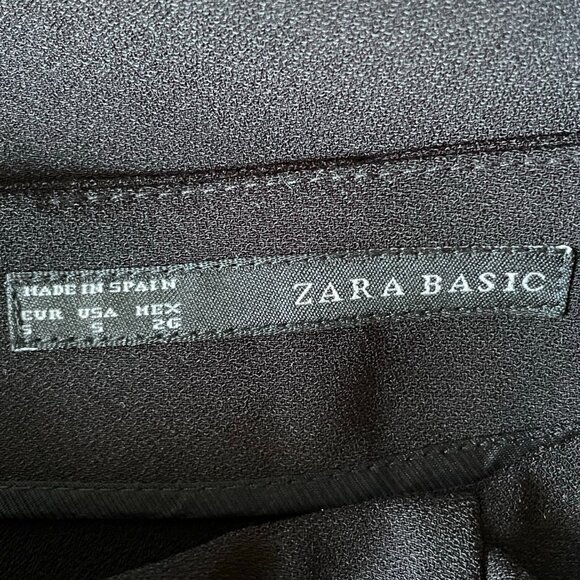 MADE IN SPAIN
EUR USA MEX
S S 26
ZARA BASIC